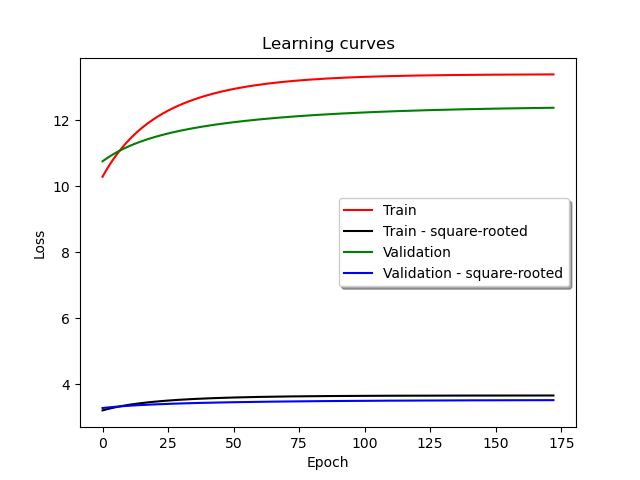 Learning curves
12
10
8
6
4
Loss
Train
Train - square-rooted
Validation
Validation - square-rooted
0 25 50 75 100 125 150 175
Epoch